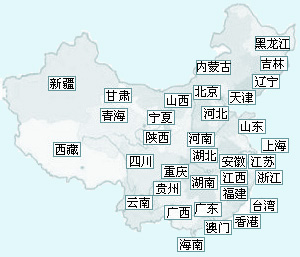 黑龙江
吉林
内蒙古
辽宁
新疆
北京
甘肃
天津
山西
青海
河北
宁夏
山东
陕西
河南
上海
西藏
湖北
四川
安徽
江苏
重庆
江西
浙江
湖南
贵州
福建
云南
台湾
广西
广东
香港
澳门
海南